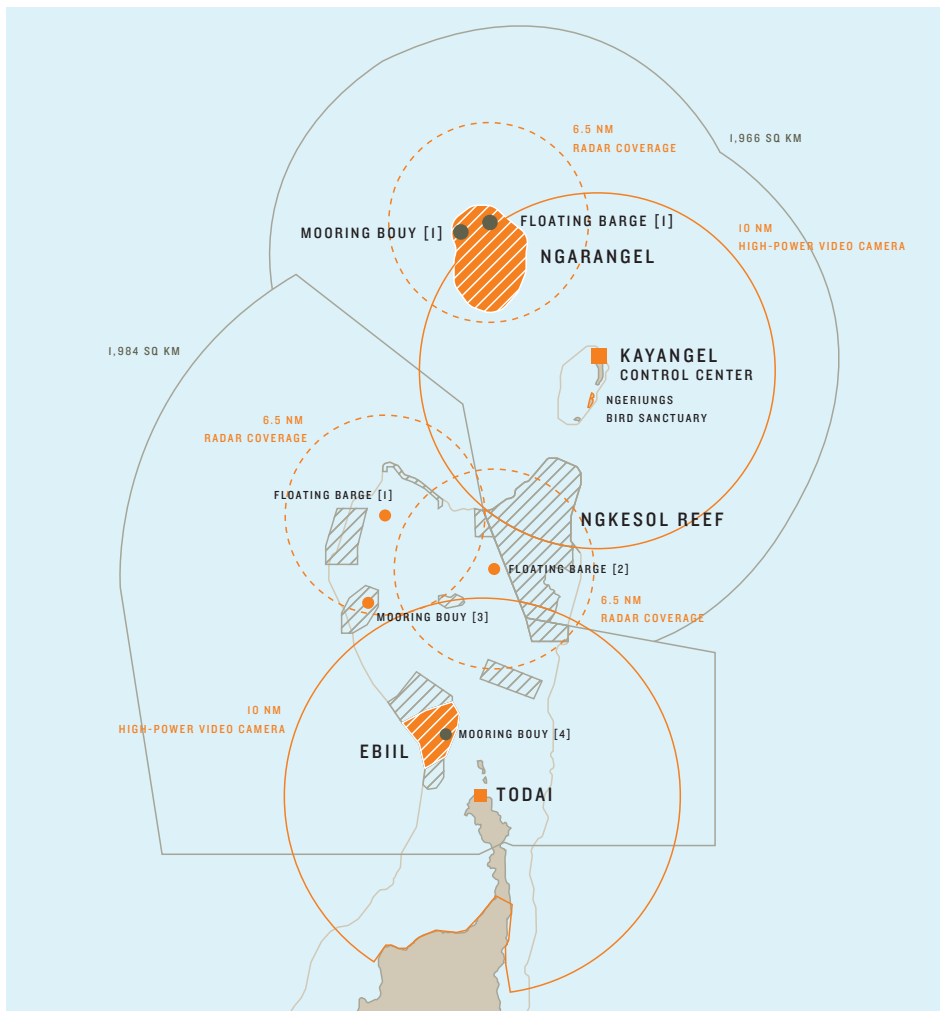 6.5 NM
RADAR COVERAGE
1,966 SQ KM
MOORING BOUY [1]
FLOATING BARGE [1]
10 NM
HIGH-POWER VIDEO CAMERA
NGARANGEL
1,984 SQ KM
KAYANGEL
CONTROL CENTER
NGERIUNGS
BIRD SANCTUARY
6.5 NM
RADAR COVERAGE
FLOATING BARGE [1]
NGKESOL REEF
FLOATING BARGE [2]
6.5 NM
RADAR COVERAGE
MOORING BOUY [3]
10 NM
HIGH-POWER VIDEO CAMERA
MOORING BOUY [4]
EBIIL
TODAI